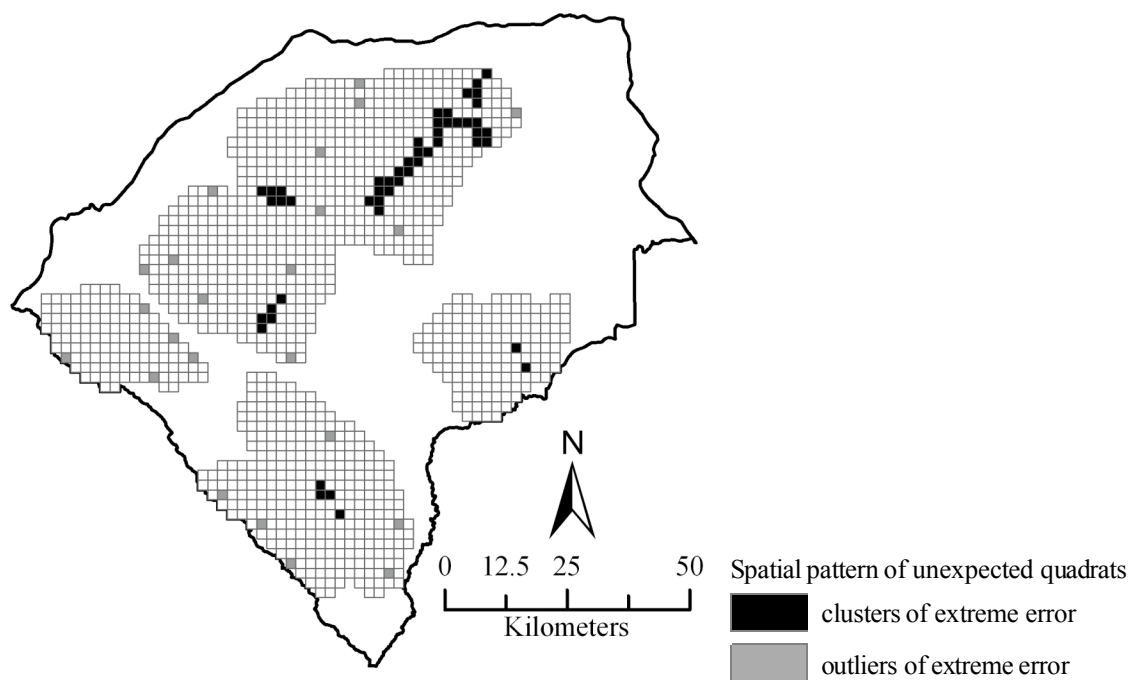 N
0 12.5 25 50
Kilometers
Spatial pattern of unexpected quadrats
clusters of extreme error
outliers of extreme error